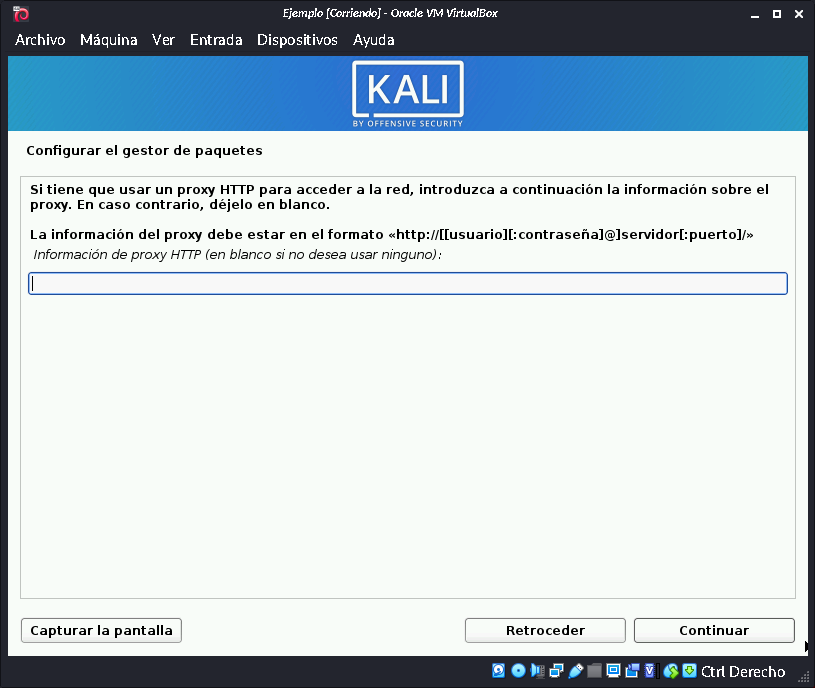 Ejemplo [Corriendo] - Oracle VM VirtualBox
Archivo Máquina Ver Entrada Dispositivos Ayuda
KALI
BY OFFENSIVE SECURITY
Configurar el gestor de paquetes
Si tiene que usar un proxy HTTP para acceder a la red, introduzca a continuación la información sobre el
proxy. En caso contrario, déjelo en blanco.
La información del proxy debe estar en el formato «http://[[usuario][:contraseña]@]servidor[:puerto]/»
Información de proxy HTTP (en blanco si no desea usar ninguno):
Capturar la pantalla Retroceder Continuar
Ctrl Derecho